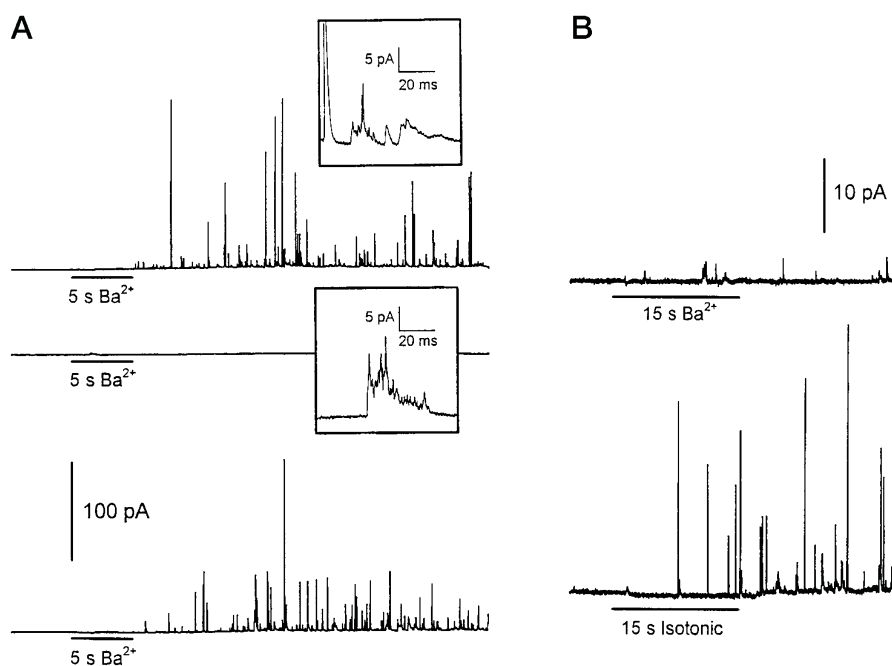 A
5 pA
20 ms
5 s Ba²⁺
5 pA
20 ms
5 s Ba²⁺
100 pA
5 s Ba²⁺
B
10 pA
15 s Ba²⁺
15 s Isotonic